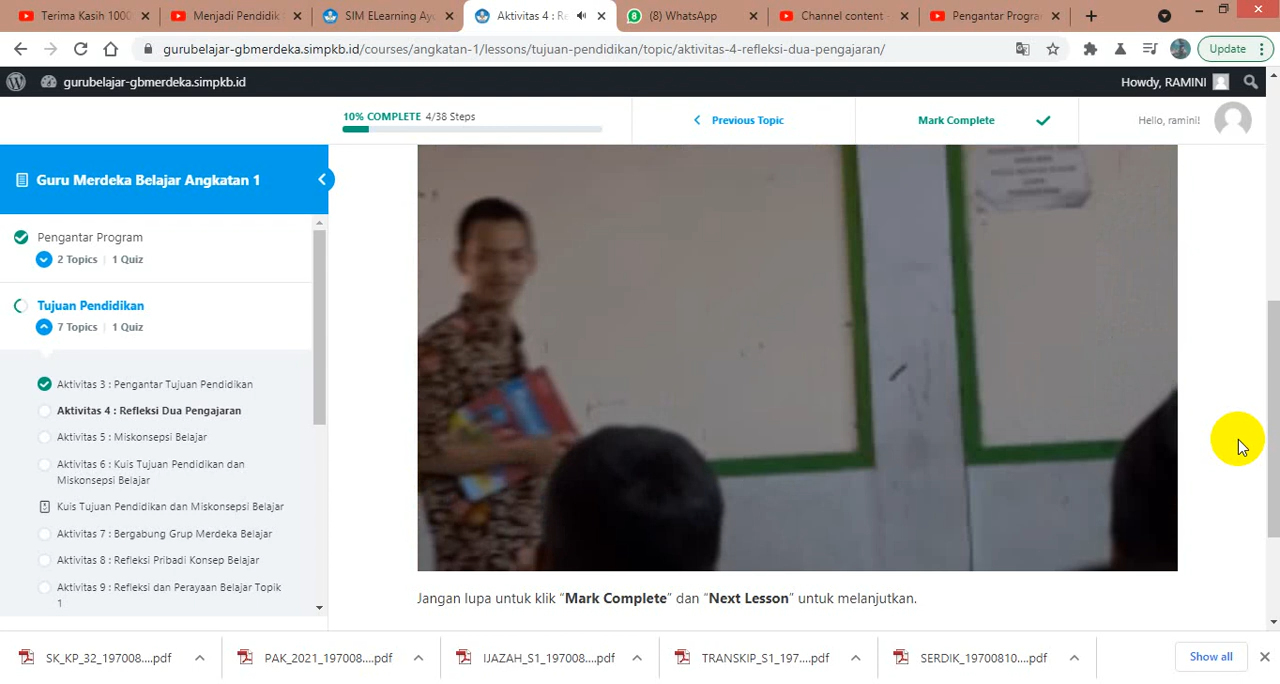 Terima Kasih 1000
Menjadi Pendidik
SIM ELearning Ay
Aktivitas 4 : Re
(8) WhatsApp
Channel content -
Pengantar Progra
gurubelajar-gbmerdeka.simpkb.id/courses/angkatan-1/lessons/tujuan-pendidikan/topic/aktivitas-4-refleksi-dua-pengajaran/
Update
gurubelajar-gbmerdeka.simpkb.id
Howdy, RAMINI
10% COMPLETE 4/38 Steps
Previous Topic
Mark Complete
Hello, ramini!
Guru Merdeka Belajar Angkatan 1
Pengantar Program
2 Topics | 1 Quiz
Tujuan Pendidikan
7 Topics | 1 Quiz
Aktivitas 3 : Pengantar Tujuan Pendidikan
Aktivitas 4 : Refleksi Dua Pengajaran
Aktivitas 5 : Miskonsepsi Belajar
Aktivitas 6 : Kuis Tujuan Pendidikan dan
Miskonsepsi Belajar
Kuis Tujuan Pendidikan dan Miskonsepsi Belajar
Aktivitas 7 : Bergabung Grup Merdeka Belajar
Aktivitas 8 : Refleksi Pribadi Konsep Belajar
Aktivitas 9 : Refleksi dan Perayaan Belajar Topik
1
Jangan lupa untuk klik “Mark Complete” dan “Next Lesson” untuk melanjutkan.
SK_KP_32_197008....pdf
PAK_2021_197008....pdf
IJAZAH_S1_197008....pdf
TRANSKIP_S1_197....pdf
SERDIK_19700810....pdf
Show all